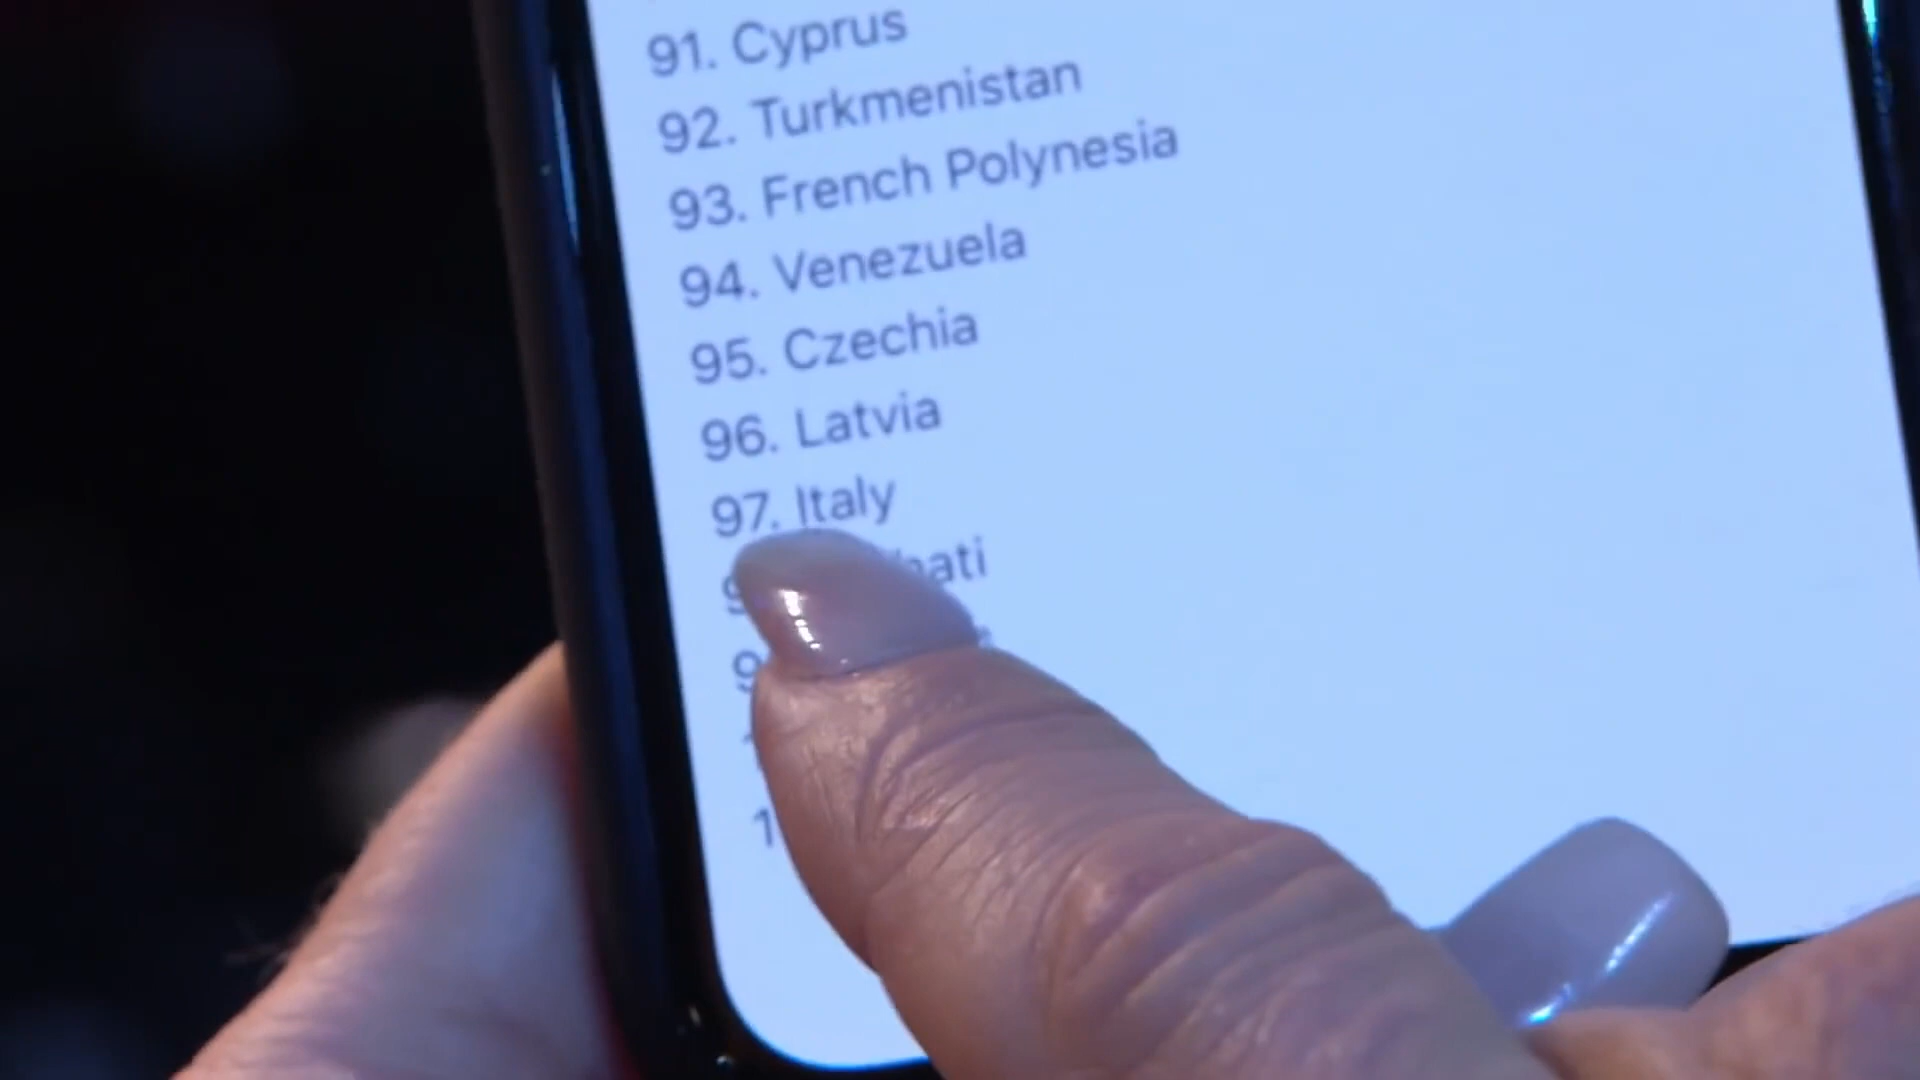 91. Cyprus
92. Turkmenistan
93. French Polynesia
94. Venezuela
95. Czechia
96. Latvia
97. Italy